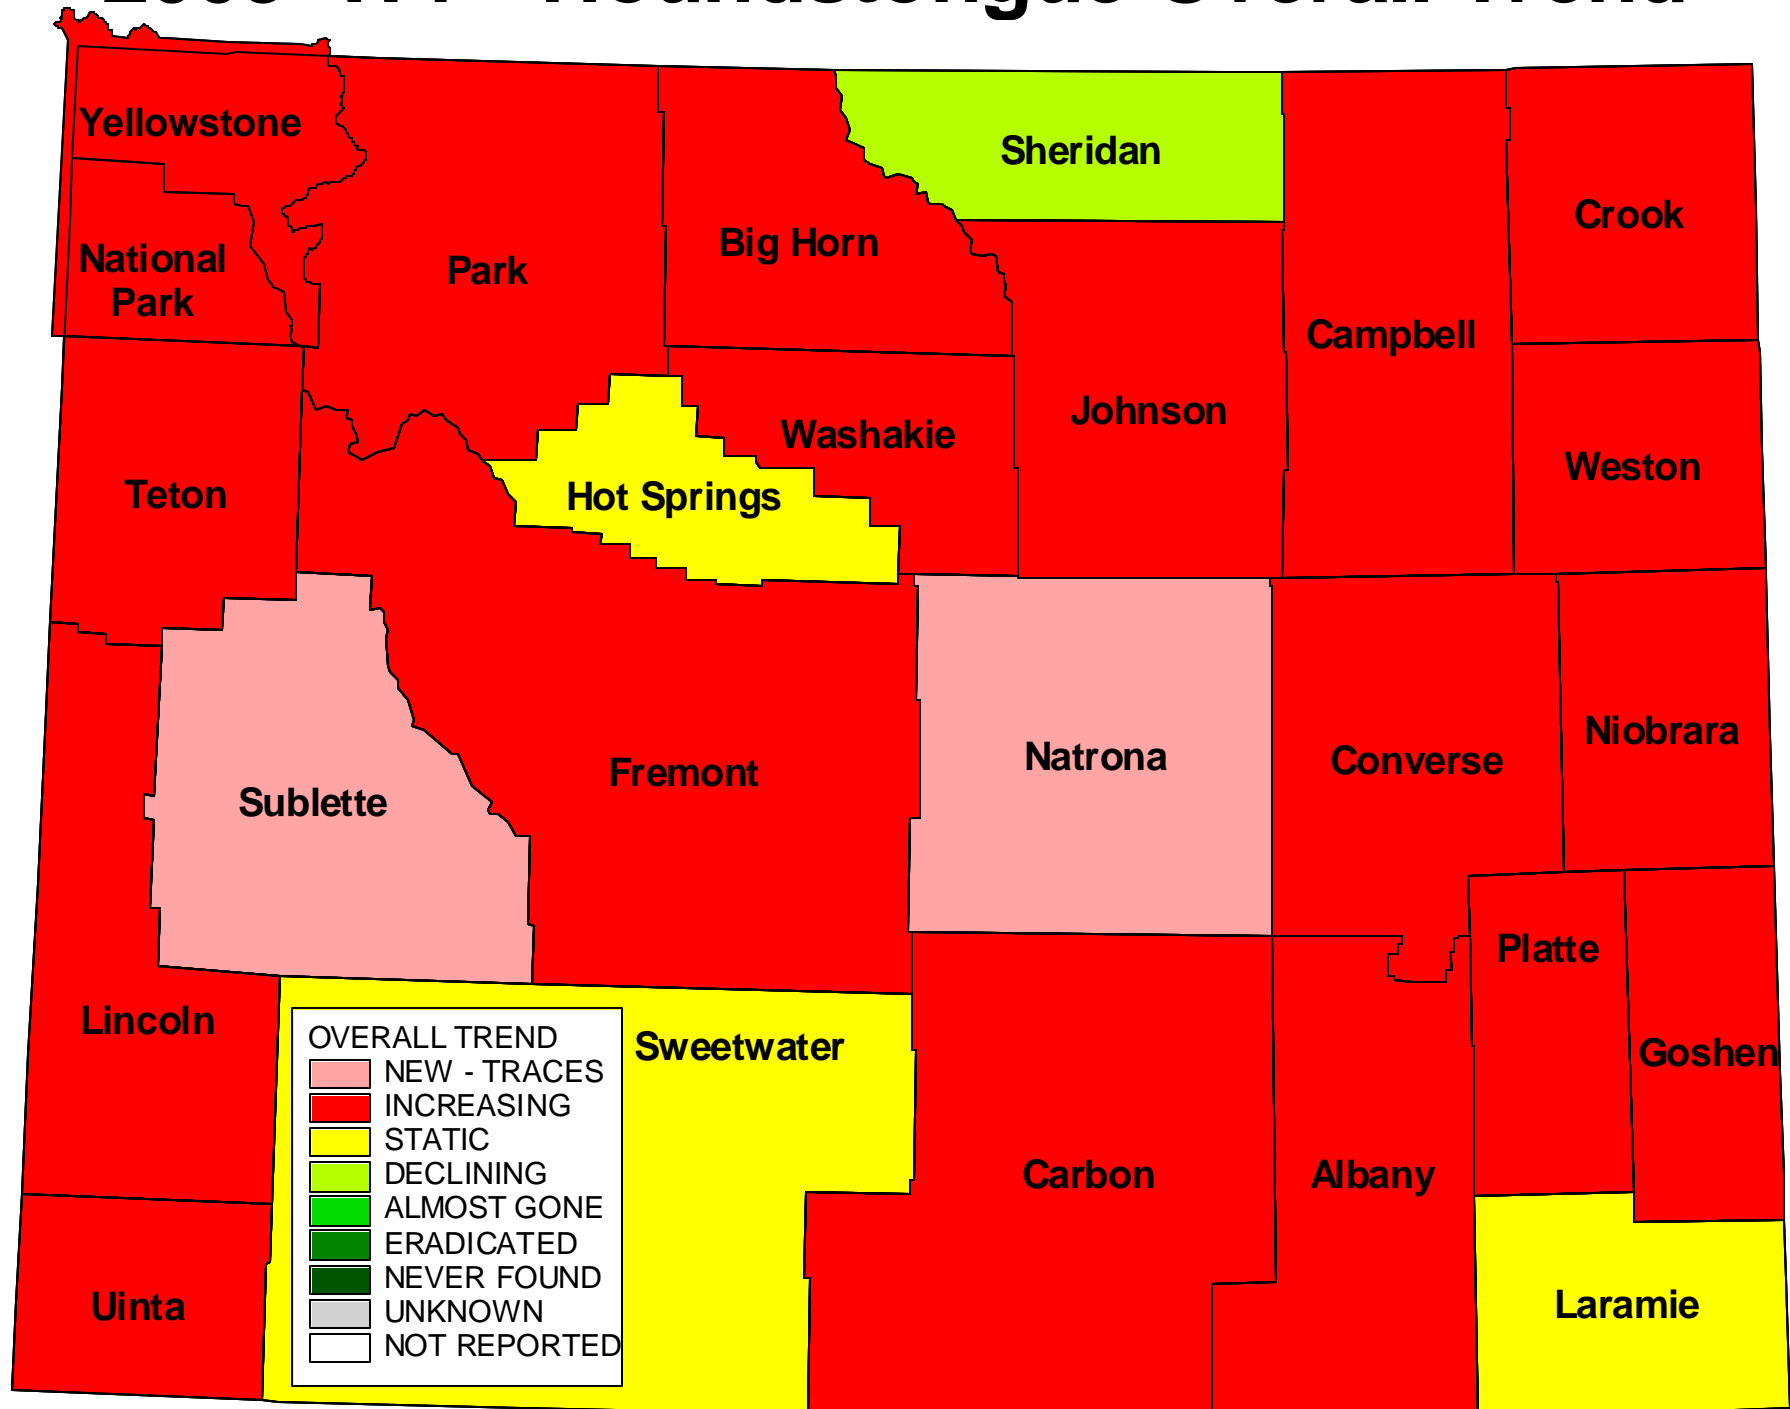 Overall Trend
Yellowstone
Sheridan
Crook
Big Horn
National
Park
Park
Campbell
Johnson
Washakie
Weston
Teton
Hot Springs
Niobrara
Natrona
Converse
Fremont
Sublette
Platte
Lincoln
Sweetwater
Goshen
OVERALL TREND
NEW - TRACES
INCREASING
STATIC
DECLINING
ALMOST GONE
ERADICATED
NEVER FOUND
UNKNOWN
NOT REPORTED
Carbon
Albany
Uinta
Laramie